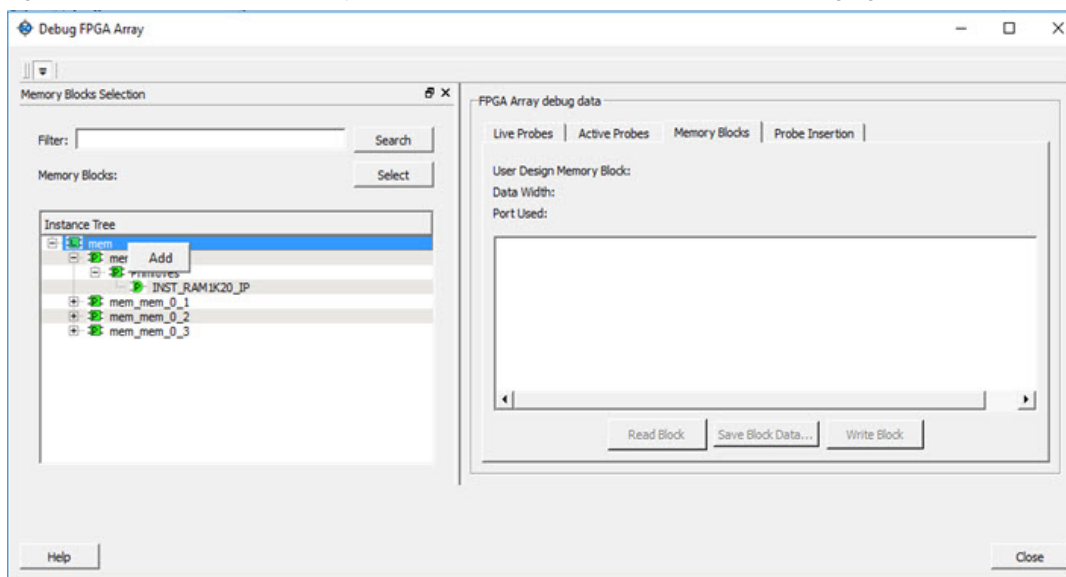 Debug FPGA Array
Memory Blocks Selection
Filter:
Search
Memory Blocks:
Select
Instance Tree
mem
Add
Primitives
INST_RAM1K20_IP
mem_mem_0_1
mem_mem_0_2
mem_mem_0_3
FPGA Array debug data
Live Probes
Active Probes
Memory Blocks
Probe Insertion
User Design Memory Block:
Data Width:
Port Used:
Read Block
Save Block Data...
Write Block
Help
Close